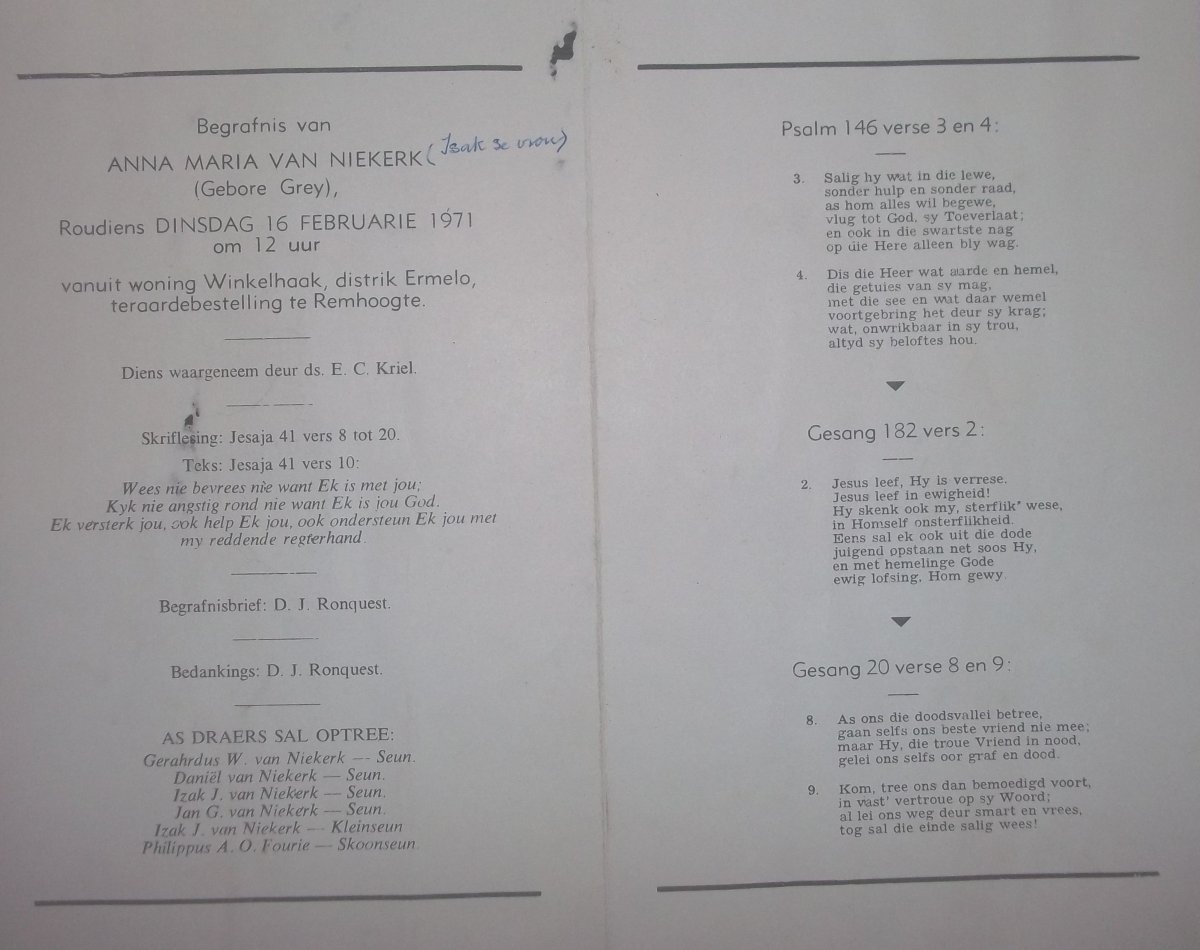 Begrafnis van
ANNA MARIA VAN NIEKERK (Izak se vrou)
(Gebore Grey),
Roudiens DINSDAG 16 FEBRUARIE 1971
om 12 uur
vanuit woning Winkelhaak, distrik Ermelo,
teraardebestelling te Remhoogte.
Diens waargeneem deur ds. E. C. Kriel.
Skriflesing: Jesaja 41 vers 8 tot 20.
Teks: Jesaja 41 vers 10:
Wees nie bevrees nie want Ek is met jou;
Kyk nie angstig rond nie want Ek is jou God.
Ek versterk jou, ook help Ek jou, ook ondersteun Ek jou met
my reddende regterhand.
Begrafnisbrief: D. J. Ronquest.
Bedankings: D. J. Ronquest.
AS DRAERS SAL OPTREE:
Gerahrdus W. van Niekerk — Seun.
Daniël van Niekerk — Seun.
Izak J. van Niekerk — Seun.
Jan G. van Niekerk — Seun.
Izak J. van Niekerk — Kleinseun
Philippus A. O. Fourie — Skoonseun.
Psalm 146 verse 3 en 4:
3. Salig hy wat in die lewe,
sonder hulp en sonder raad,
as hom alles wil begewe,
vlug tot God, sy Toeverlaat;
en ook in die swartste nag
op die Here alleen bly wag.
4. Dis die Heer wat aarde en hemel,
die getuies van sy mag,
met die see en wat daar wemel
voortgebring het deur sy krag;
wat, onwrikbaar in sy trou,
altyd sy beloftes hou.
Gesang 182 vers 2:
2. Jesus leef, Hy is verrese.
Jesus leef in ewigheid!
Hy skenk ook my, sterflik' wese,
in Homself onsterflikheid.
Eens sal ek ook uit die dode
juigend opstaan net soos Hy,
en met hemelinge Gode
ewig lofsing, Hom gewy.
Gesang 20 verse 8 en 9:
8. As ons die doodsvallei betree,
gaan selfs ons beste vriend nie mee;
maar Hy, die troue Vriend in nood,
gelei ons selfs oor graf en dood.
9. Kom, tree ons dan bemoedigd voort,
in vast' vertroue op sy Woord;
al lei ons weg deur smart en vrees,
tog sal die einde salig wees!